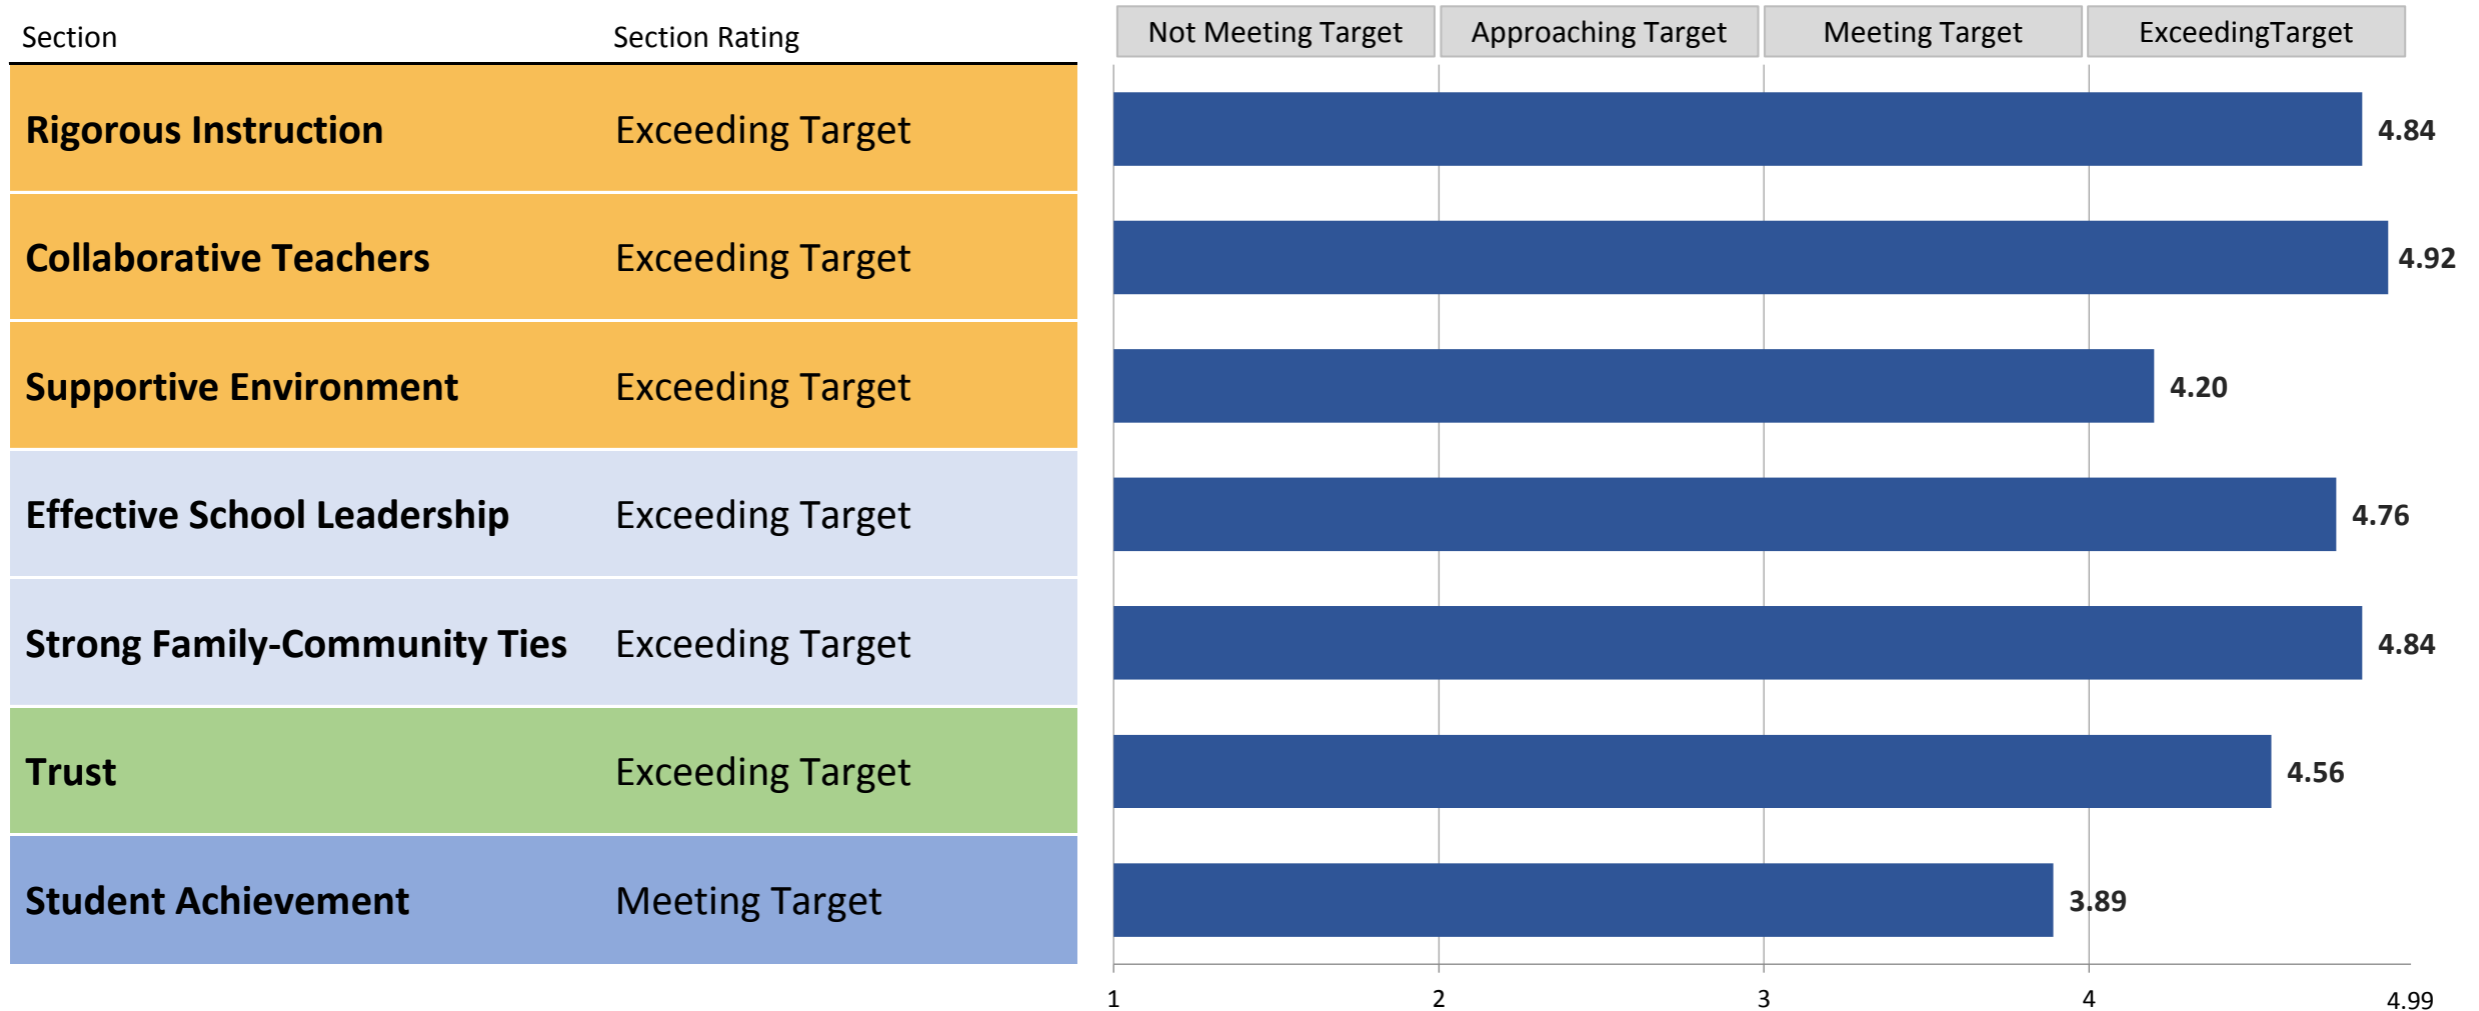 Section Section Rating Not Meeting Target Approaching Target Meeting Target ExceedingTarget
Rigorous Instruction Exceeding Target 4.84
Collaborative Teachers Exceeding Target 4.92
Supportive Environment Exceeding Target 4.20
Effective School Leadership Exceeding Target 4.76
Strong Family-Community Ties Exceeding Target 4.84
Trust Exceeding Target 4.56
Student Achievement Meeting Target 3.89
1 2 3 4 4.99